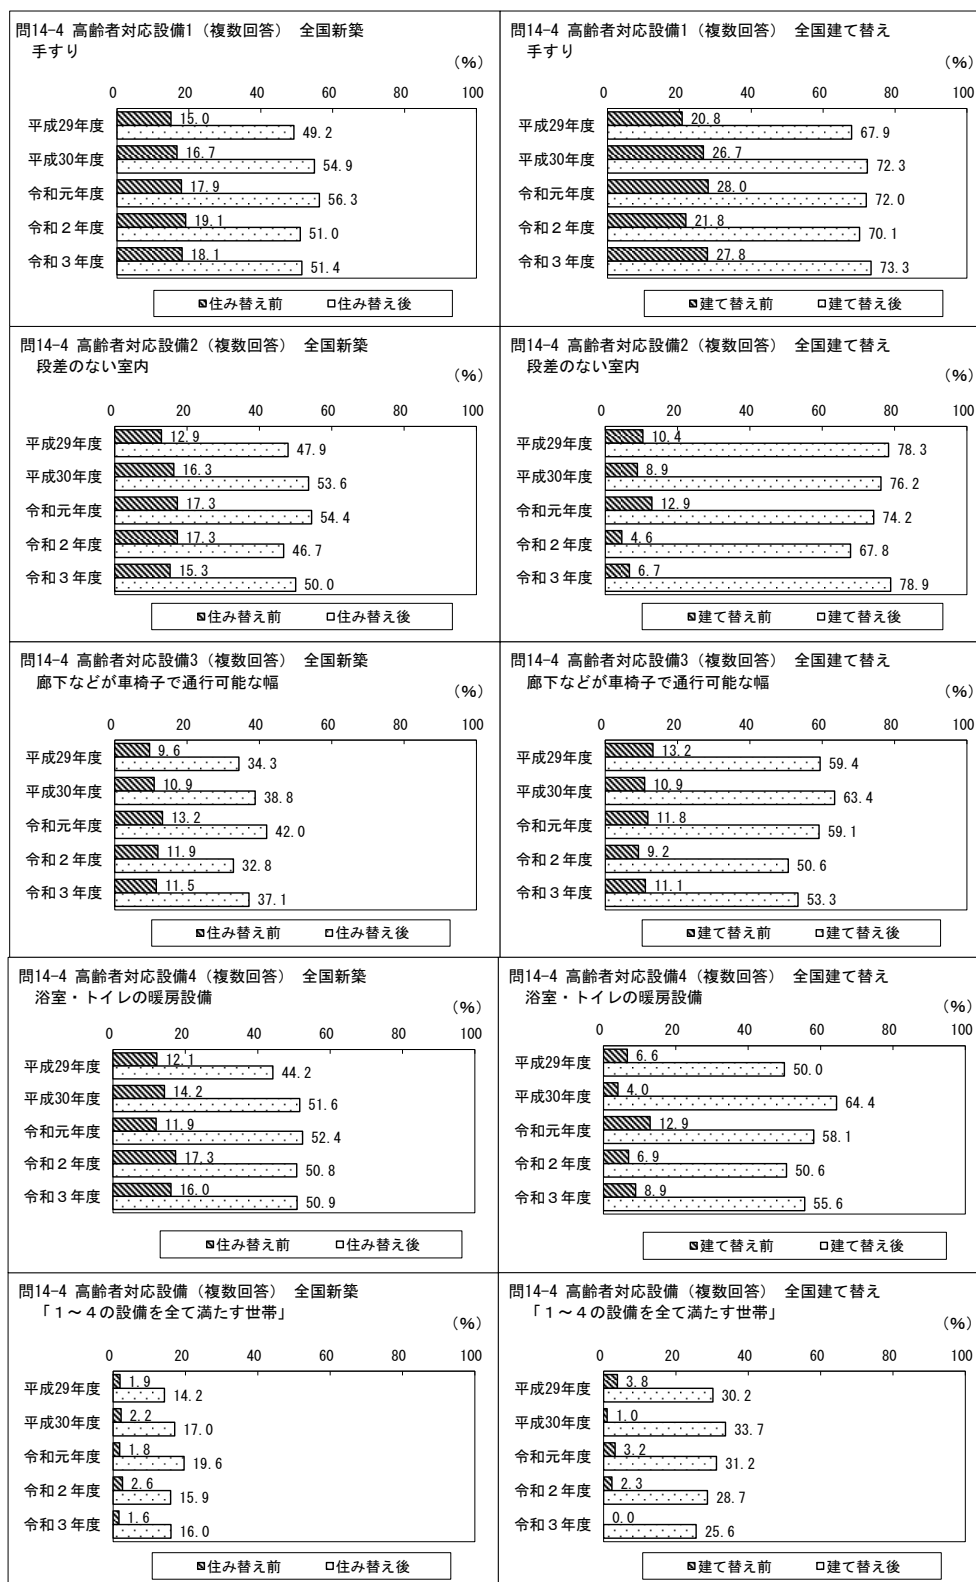 問14-4 高齢者対応設備1（複数回答） 全国新築
手すり
(%)
0 20 40 60 80 100
平成29年度 15.0 49.2
平成30年度 16.7 54.9
令和元年度 17.9 56.3
令和２年度 19.1 51.0
令和３年度 18.1 51.4
住み替え前 住み替え後
問14-4 高齢者対応設備1（複数回答） 全国建て替え
手すり
(%)
0 20 40 60 80 100
平成29年度 20.8 67.9
平成30年度 26.7 72.3
令和元年度 28.0 72.0
令和２年度 21.8 70.1
令和３年度 27.8 73.3
建て替え前 建て替え後
問14-4 高齢者対応設備2（複数回答） 全国新築
段差のない室内
(%)
0 20 40 60 80 100
平成29年度 12.9 47.9
平成30年度 16.3 53.6
令和元年度 17.3 54.4
令和２年度 17.3 46.7
令和３年度 15.3 50.0
住み替え前 住み替え後
問14-4 高齢者対応設備2（複数回答） 全国建て替え
段差のない室内
(%)
0 20 40 60 80 100
平成29年度 10.4 78.3
平成30年度 8.9 76.2
令和元年度 12.9 74.2
令和２年度 4.6 67.8
令和３年度 6.7 78.9
建て替え前 建て替え後
問14-4 高齢者対応設備3（複数回答） 全国新築
廊下などが車椅子で通行可能な幅
(%)
0 20 40 60 80 100
平成29年度 9.6 34.3
平成30年度 10.9 38.8
令和元年度 13.2 42.0
令和２年度 11.9 32.8
令和３年度 11.5 37.1
住み替え前 住み替え後
問14-4 高齢者対応設備3（複数回答） 全国建て替え
廊下などが車椅子で通行可能な幅
(%)
0 20 40 60 80 100
平成29年度 13.2 59.4
平成30年度 10.9 63.4
令和元年度 11.8 59.1
令和２年度 9.2 50.6
令和３年度 11.1 53.3
建て替え前 建て替え後
問14-4 高齢者対応設備4（複数回答） 全国新築
浴室・トイレの暖房設備
(%)
0 20 40 60 80 100
平成29年度 12.1 44.2
平成30年度 14.2 51.6
令和元年度 11.9 52.4
令和２年度 17.3 50.8
令和３年度 16.0 50.9
住み替え前 住み替え後
問14-4 高齢者対応設備4（複数回答） 全国建て替え
浴室・トイレの暖房設備
(%)
0 20 40 60 80 100
平成29年度 6.6 50.0
平成30年度 4.0 64.4
令和元年度 12.9 58.1
令和２年度 6.9 50.6
令和３年度 8.9 55.6
建て替え前 建て替え後
問14-4 高齢者対応設備（複数回答） 全国新築
「１～４の設備を全て満たす世帯」
(%)
0 20 40 60 80 100
平成29年度 1.9 14.2
平成30年度 2.2 17.0
令和元年度 1.8 19.6
令和２年度 2.6 15.9
令和３年度 1.6 16.0
住み替え前 住み替え後
問14-4 高齢者対応設備（複数回答） 全国建て替え
「１～４の設備を全て満たす世帯」
(%)
0 20 40 60 80 100
平成29年度 3.8 30.2
平成30年度 1.0 33.7
令和元年度 3.2 31.2
令和２年度 2.3 28.7
令和３年度 0.0 25.6
建て替え前 建て替え後